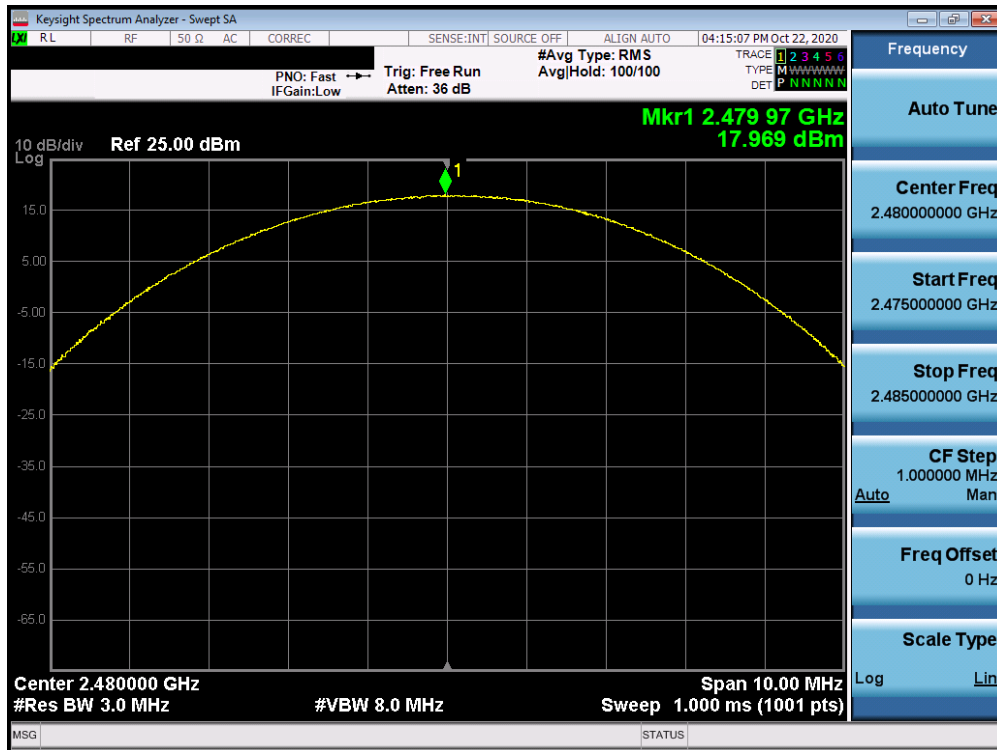 Keysight Spectrum Analyzer - Swept SA
LXI RL RF 50 Ω AC CORREC SENSE:INT SOURCE OFF ALIGN AUTO 04:15:07 PM Oct 22, 2020
PNO: Fast
IFGain:Low
Trig: Free Run
Atten: 36 dB
#Avg Type: RMS
Avg|Hold: 100/100
TRACE 1 2 3 4 5 6
TYPE M WWWWW
DET P N N N N N
Mkr1 2.479 97 GHz
17.969 dBm
10 dB/div Ref 25.00 dBm
Log
1
15.0
5.00
-5.00
-15.0
-25.0
-35.0
-45.0
-55.0
-65.0
Center 2.480000 GHz Span 10.00 MHz
#Res BW 3.0 MHz #VBW 8.0 MHz Sweep 1.000 ms (1001 pts)
MSG STATUS
Frequency
Auto Tune
Center Freq
2.480000000 GHz
Start Freq
2.475000000 GHz
Stop Freq
2.485000000 GHz
CF Step
1.000000 MHz
Auto Man
Freq Offset
0 Hz
Scale Type
Log Lin